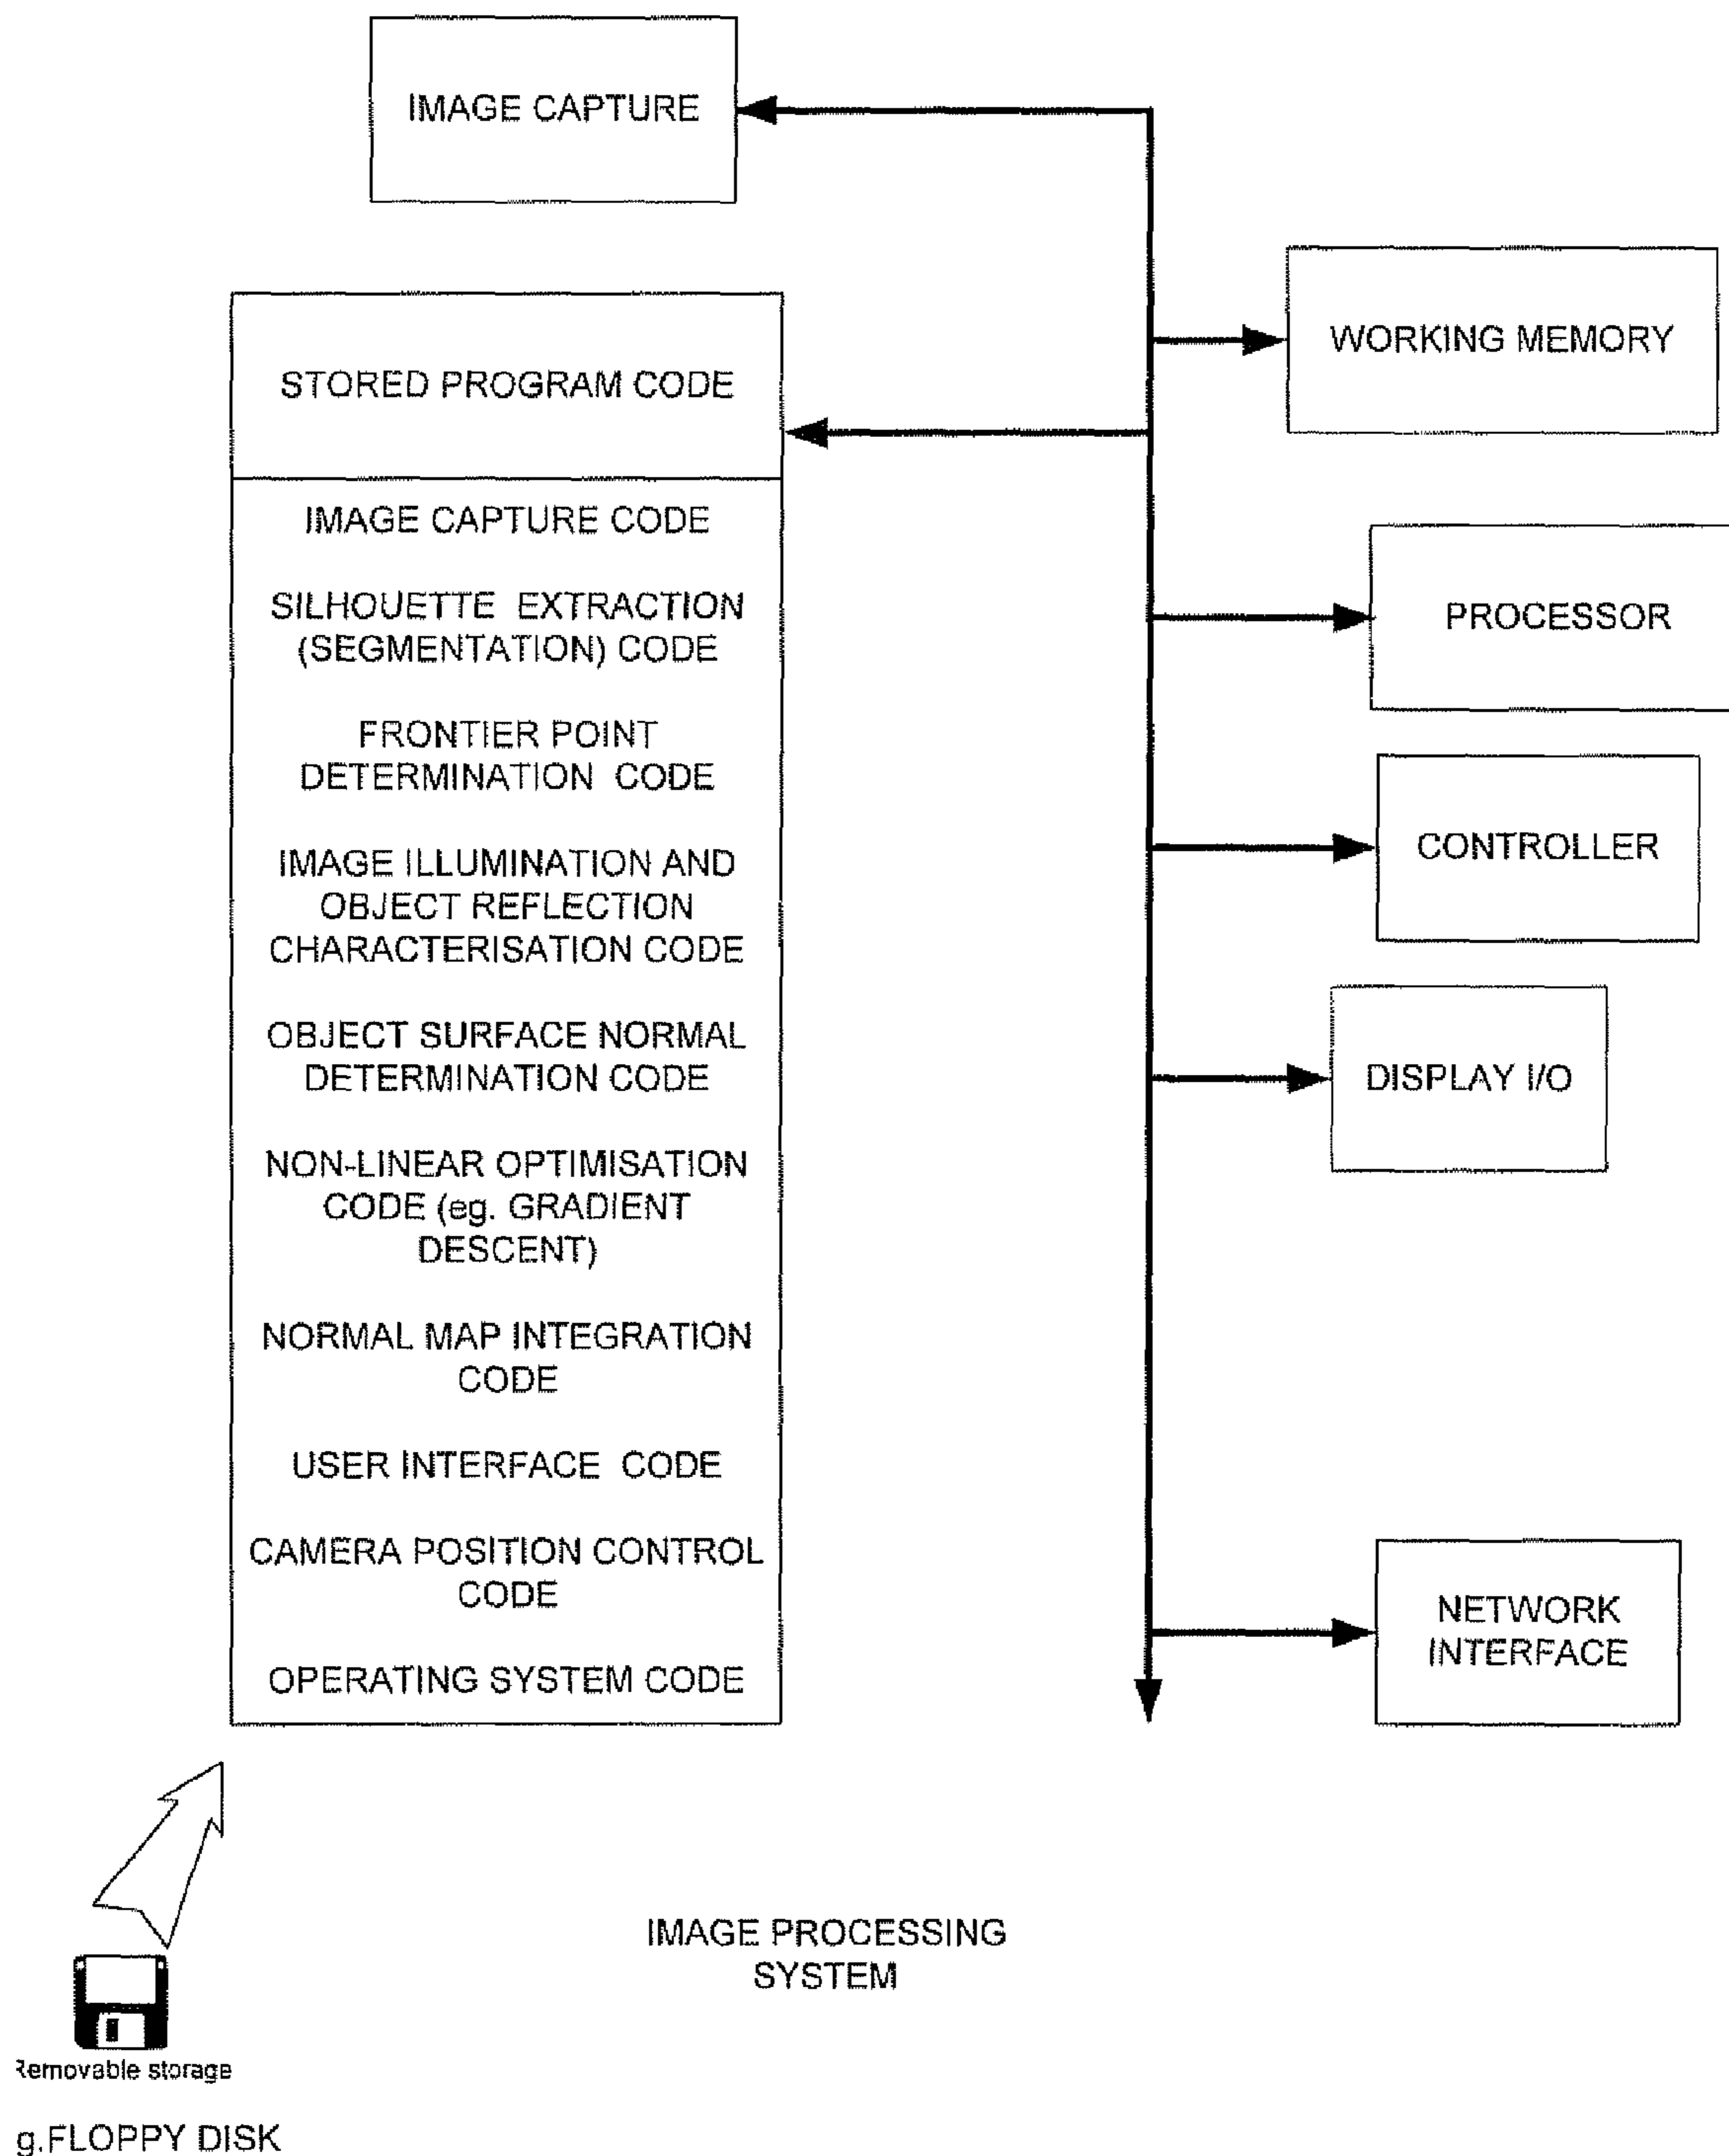 IMAGE CAPTURE
WORKING MEMORY
STORED PROGRAM CODE
IMAGE CAPTURE CODE
SILHOUETTE EXTRACTION
(SEGMENTATION) CODE
PROCESSOR
FRONTIER POINT
DETERMINATION CODE
CONTROLLER
IMAGE ILLUMINATION AND
OBJECT REFLECTION
CHARACTERISATION CODE
OBJECT SURFACE NORMAL
DETERMINATION CODE
DISPLAY I/O
NON-LINEAR OPTIMISATION
CODE (eg. GRADIENT
DESCENT)
NORMAL MAP INTEGRATION
CODE
USER INTERFACE CODE
CAMERA POSITION CONTROL
CODE
OPERATING SYSTEM CODE
NETWORK
INTERFACE
IMAGE PROCESSING
SYSTEM
Removable storage
g.FLOPPY DISK